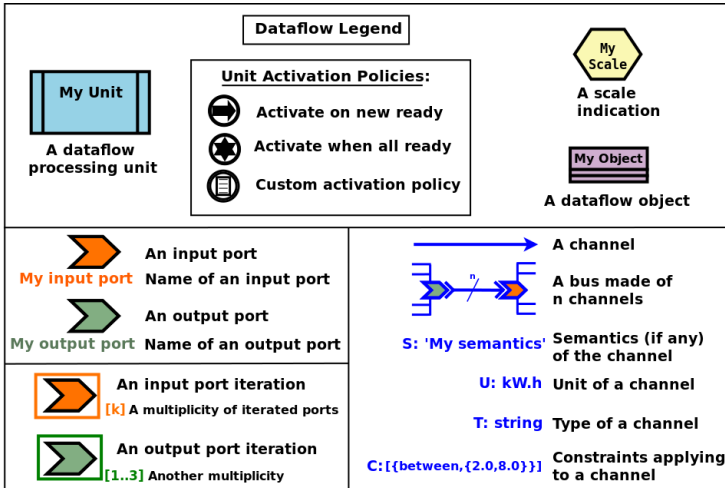 Dataflow Legend
My Unit
A dataflow
processing unit
Unit Activation Policies:
Activate on new ready
Activate when all ready
Custom activation policy
My
Scale
A scale
indication
My Object
A dataflow object
An input port
My input port Name of an input port
An output port
My output port Name of an output port
An input port iteration
[k] A multiplicity of iterated ports
An output port iteration
[1..3] Another multiplicity
A channel
n
A bus made of
n channels
S: 'My semantics' Semantics (if any)
of the channel
U: kW.h Unit of a channel
T: string Type of a channel
C:[{between,{2.0,8.0}}] Constraints applying
to a channel